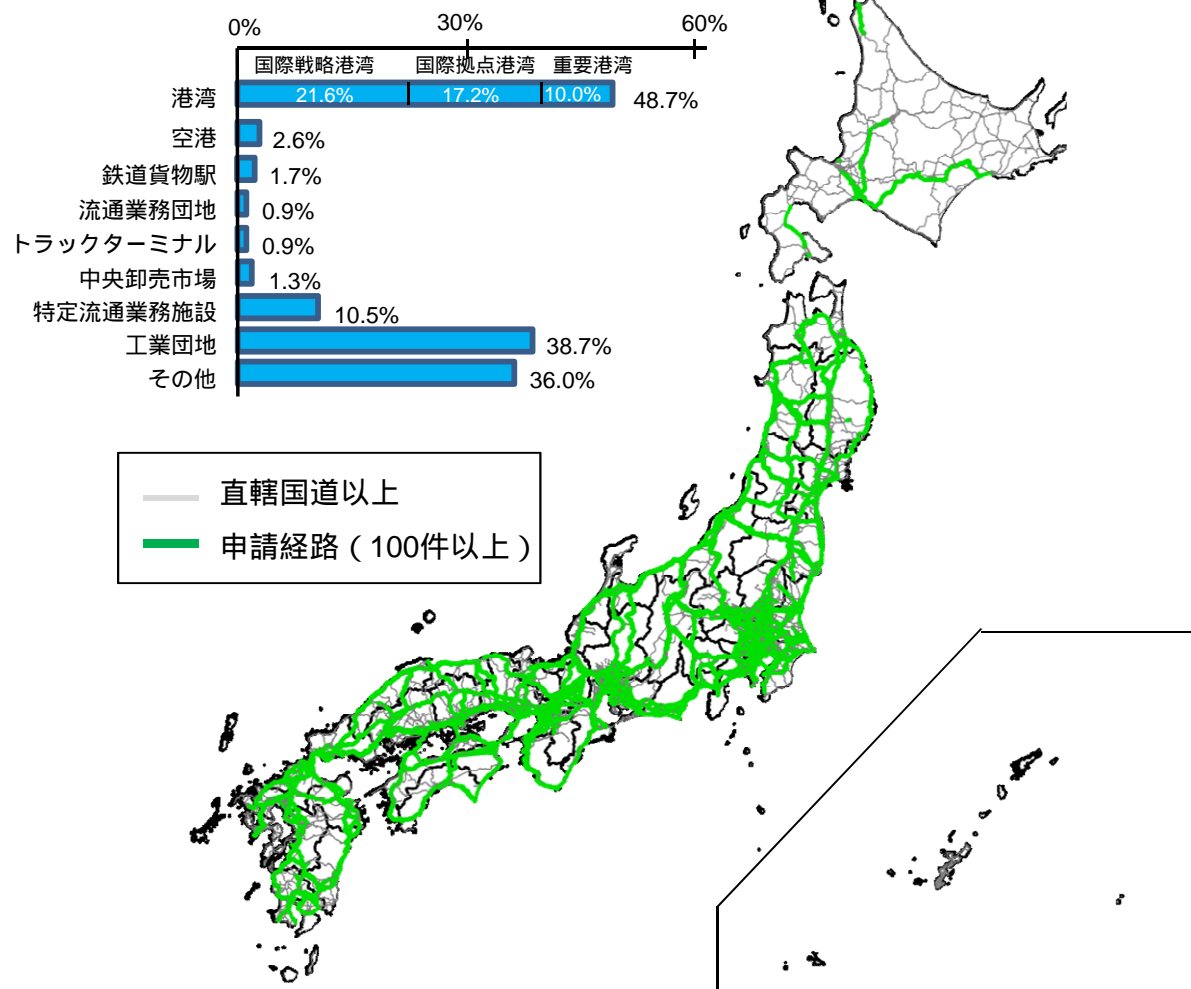 0% 30% 60%
国際戦略港湾 国際拠点港湾 重要港湾
港湾 21.6% 17.2% 10.0% 48.7%
空港 2.6%
鉄道貨物駅 1.7%
流通業務団地 0.9%
トラックターミナル 0.9%
中央卸売市場 1.3%
特定流通業務施設 10.5%
工業団地 38.7%
その他 36.0%
直轄国道以上
申請経路（100件以上）